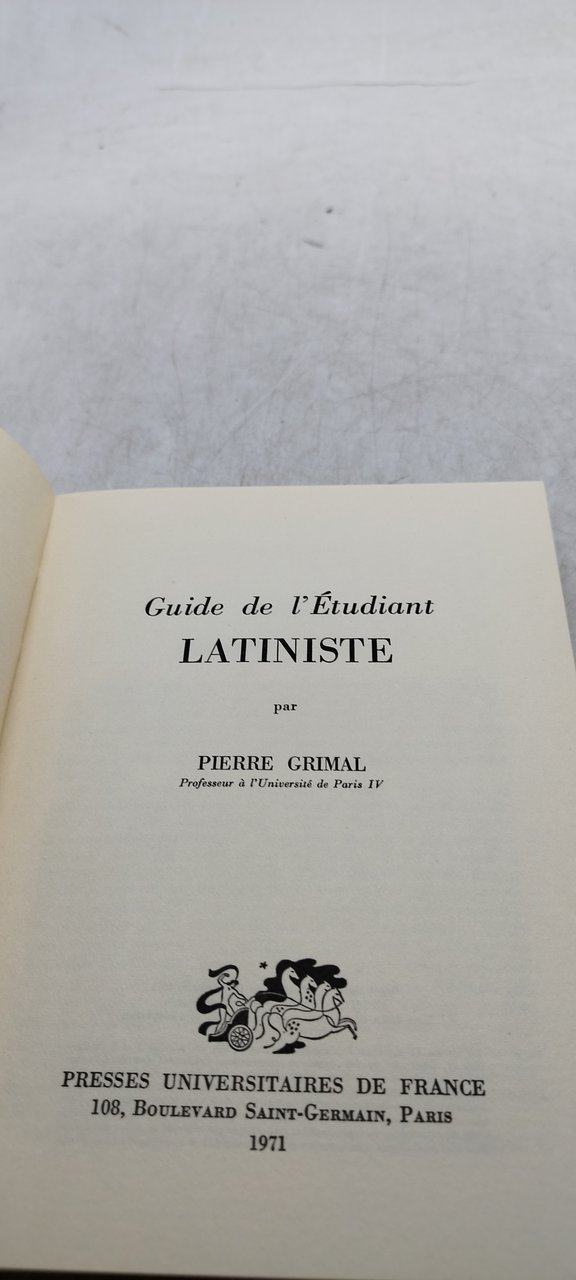 Guide de l'Étudiant
LATINISTE
par
PIERRE GRIMAL
Professeur à l'Université de Paris IV
PRESSES UNIVERSITAIRES DE FRANCE
108, BOULEVARD SAINT-GERMAIN, PARIS
1971